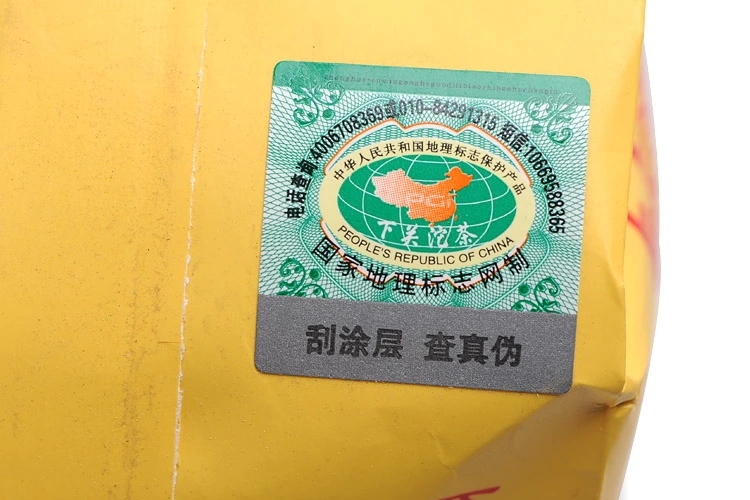 电话查询:4006708369或010-84291315 短信:10669588365
中华人民共和国地理标志保护产品
PGI
下关沱茶
PEOPLE'S REPUBLIC OF CHINA
国家地理标志网制
刮涂层 查真伪